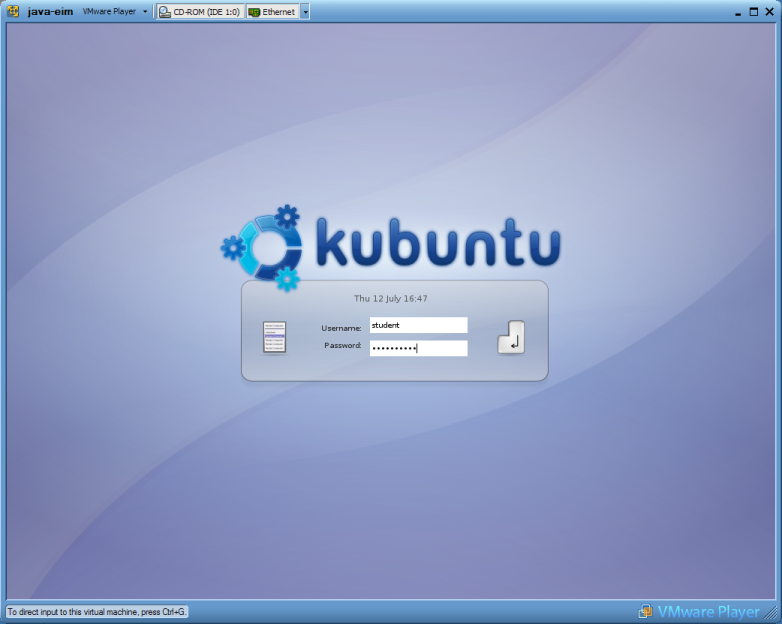 java-eim VMware Player CD-ROM (IDE 1:0) Ethernet
kubuntu
Thu 12 July 16:47
Username: student
Password: ••••••••••
To direct input to this virtual machine, press Ctrl+G.
VMware Player